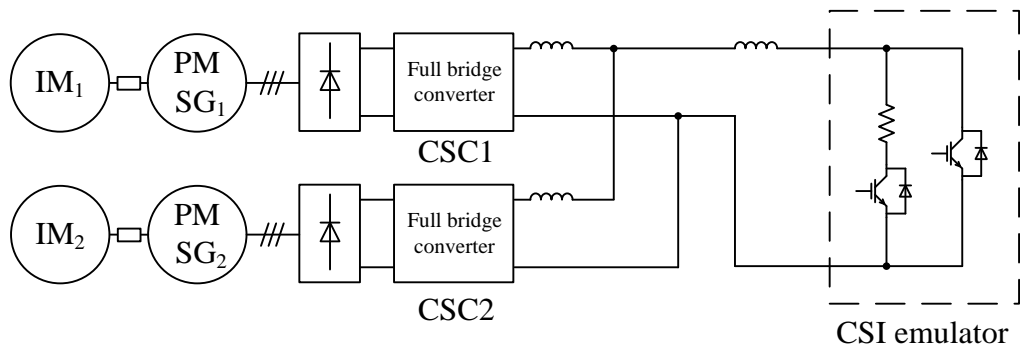 IM₁
PM
SG₁
Full bridge
converter
CSC1
IM₂
PM
SG₂
Full bridge
converter
CSC2
CSI emulator